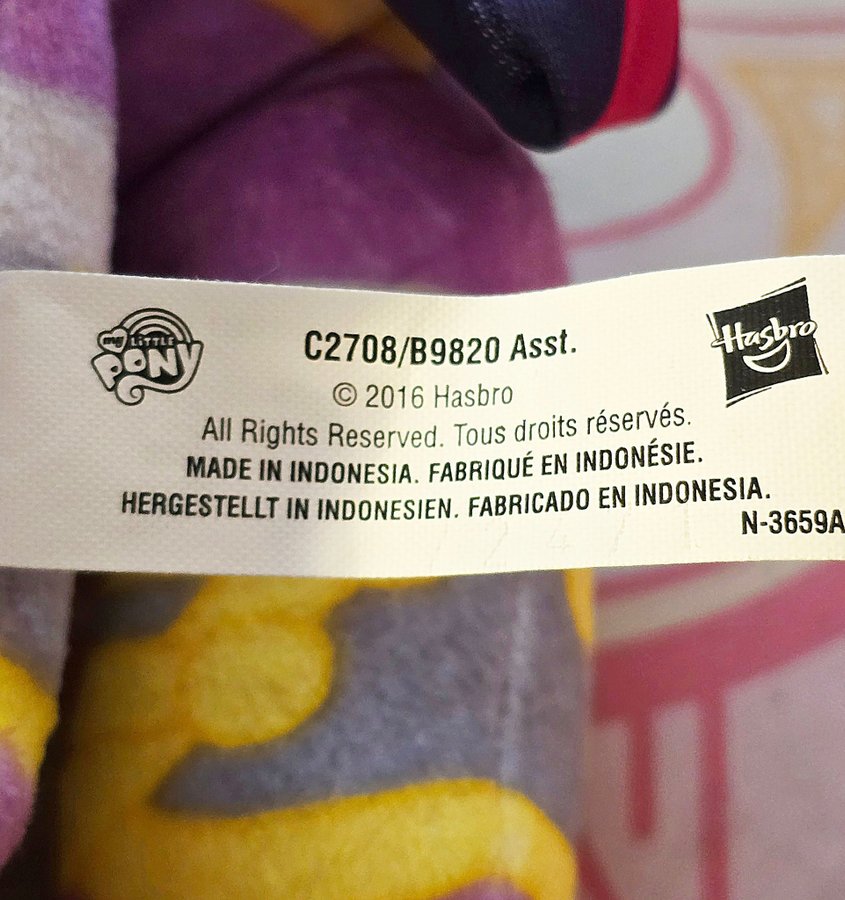 my LITTLE PONY
C2708/B9820 Asst.
Hasbro
© 2016 Hasbro
All Rights Reserved. Tous droits réservés.
MADE IN INDONESIA. FABRIQUÉ EN INDONÉSIE.
HERGESTELLT IN INDONESIEN. FABRICADO EN INDONESIA.
N-3659A